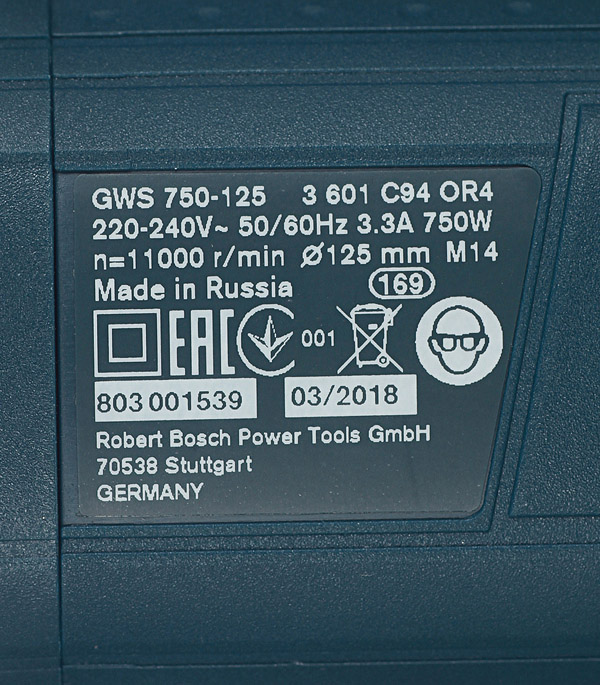 GWS 750-125 3 601 C94 0R4
220-240V~ 50/60Hz 3.3A 750W
n=11000 r/min Ø125 mm M14
Made in Russia 169
EAC 001
803 001539 03/2018
Robert Bosch Power Tools GmbH
70538 Stuttgart
GERMANY